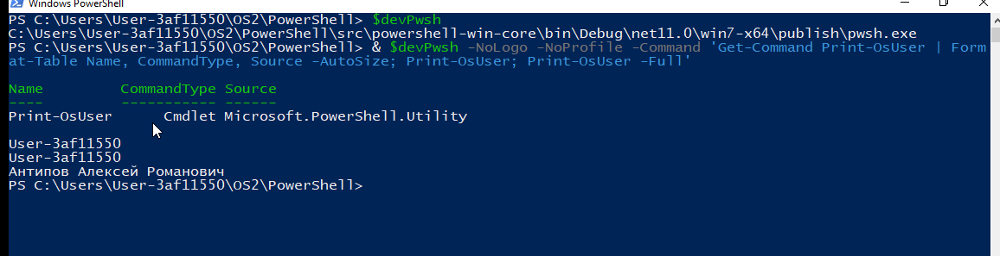 Windows PowerShell
PS C:\Users\User-3af11550\OS2\PowerShell> $devPwsh
C:\Users\User-3af11550\OS2\PowerShell\src\powershell-win-core\bin\Debug\net11.0\win7-x64\publish\pwsh.exe
PS C:\Users\User-3af11550\OS2\PowerShell> & $devPwsh -NoLogo -NoProfile -Command 'Get-Command Print-OsUser | Form
at-Table Name, CommandType, Source -AutoSize; Print-OsUser; Print-OsUser -Full'
Name         CommandType Source
----         ----------- ------
Print-OsUser      Cmdlet Microsoft.PowerShell.Utility
User-3af11550
User-3af11550
Антипов Алексей Романович
PS C:\Users\User-3af11550\OS2\PowerShell>